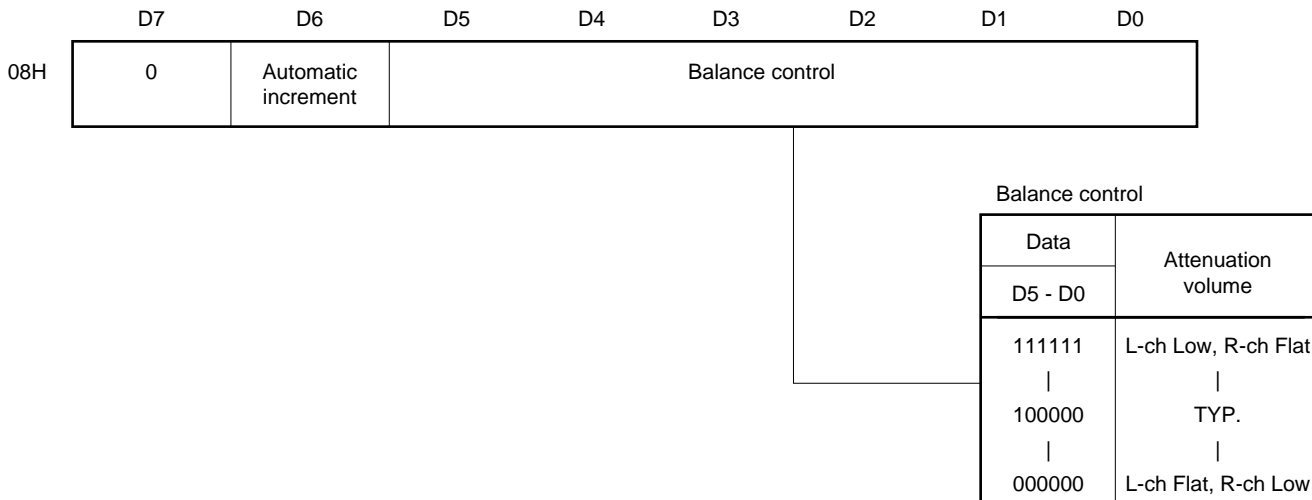 D7 D6 D5 D4 D3 D2 D1 D0
08H 0 Automatic increment Balance control
Balance control
Data Attenuation volume
D5 - D0
111111 L-ch Low, R-ch Flat
| |
100000 TYP.
| |
000000 L-ch Flat, R-ch Low